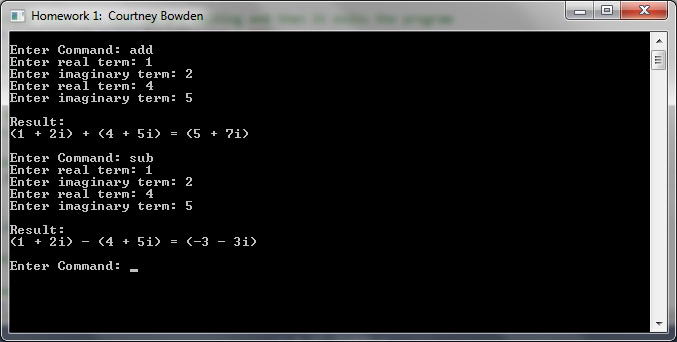 Homework 1:  Courtney Bowden
Enter Command: add
Enter real term: 1
Enter imaginary term: 2
Enter real term: 4
Enter imaginary term: 5
Result:
(1 + 2i) + (4 + 5i) = (5 + 7i)
Enter Command: sub
Enter real term: 1
Enter imaginary term: 2
Enter real term: 4
Enter imaginary term: 5
Result:
(1 + 2i) - (4 + 5i) = (-3 - 3i)
Enter Command: _